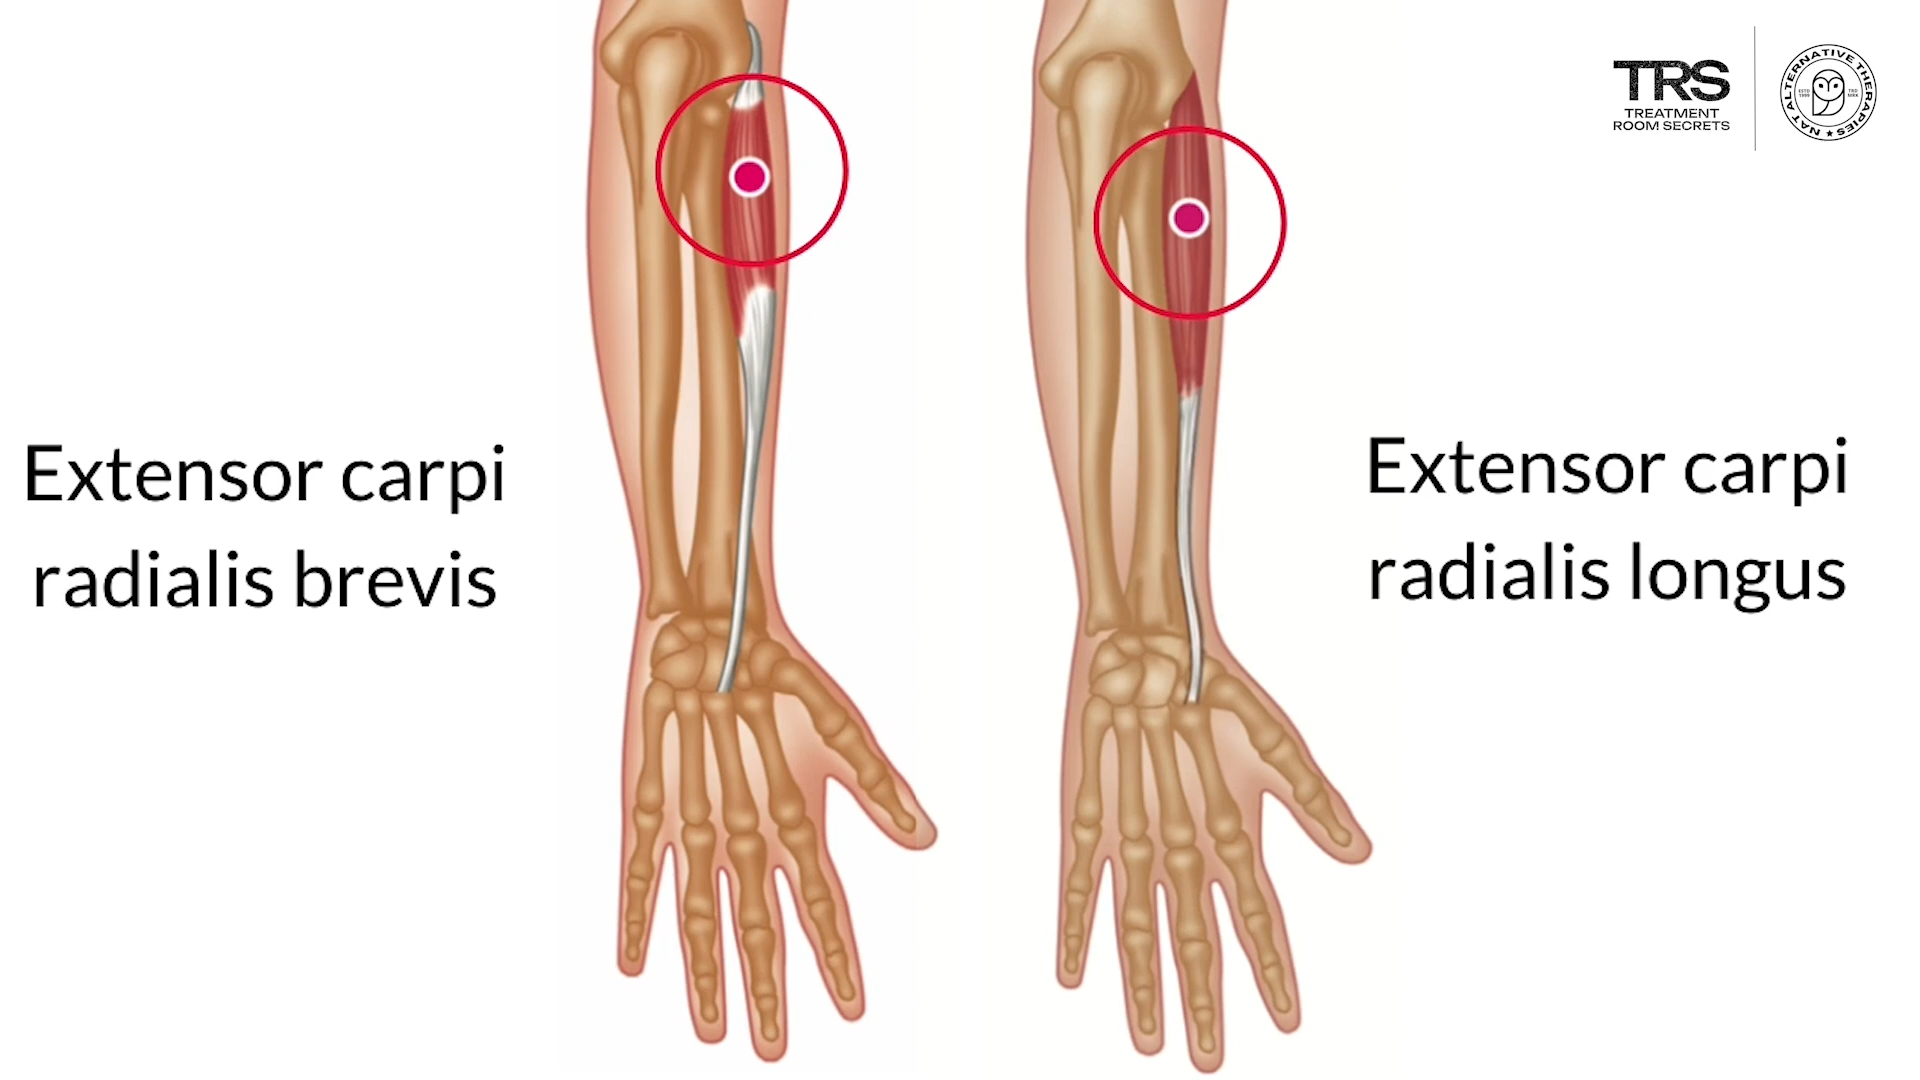 Extensor carpi
radialis brevis
Extensor carpi
radialis longus
TRS
TREATMENT
ROOM SECRETS
NAT ALTERNATIVE THERAPIES